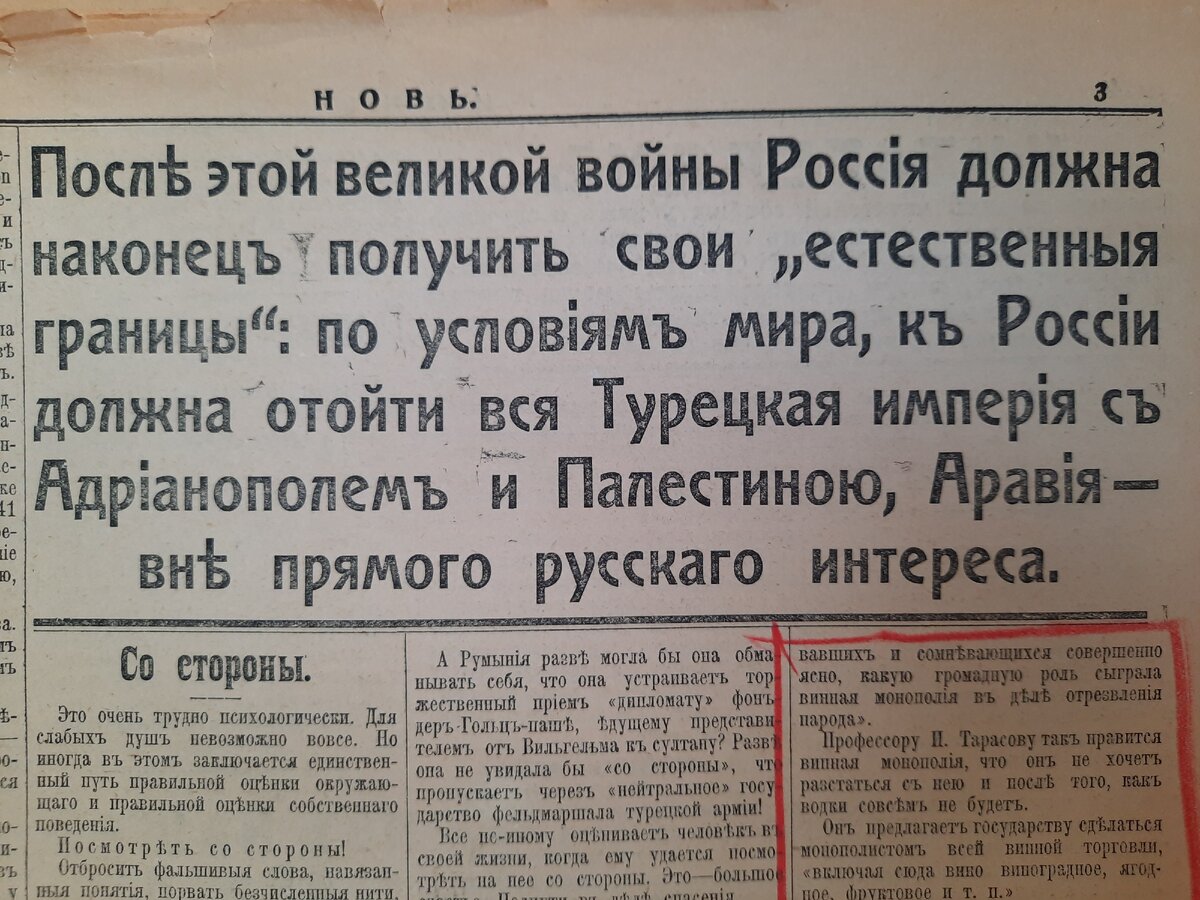 НОВЬ.
3
Послѣ этой великой войны Россія должна
наконецъ получить свои „естественныя
границы“: по условіямъ мира, къ Россіи
должна отойти вся Турецкая имперія съ
Адріанополемъ и Палестиною, Аравія—
внѣ прямого русскаго интереса.
Со стороны.
Это очень трудно психологически. Для
слабыхъ душъ невозможно вовсе. Но
иногда въ этомъ заключается единствен-
ный путь правильной оцѣнки окружаю-
щаго и правильной оцѣнки собственнаго
поведенія.
Посмотрѣть со стороны!
Отбросить фальшивыя слова, навязан-
ныя понятія, порвать безчисленныя нити,
А Румынія развѣ могла бы она обма-
нывать себя, что она устраиваетъ тор-
жественный пріемъ «дипломату» фонъ-
деръ-Гольцъ-пашѣ, ѣдущему представи-
телемъ отъ Вильгельма къ султану? Развѣ
она не увидала бы «со стороны», что
пропускаетъ черезъ «нейтральное» госу-
дарство фельдмаршала турецкой арміи!
Все не-иному оцѣниваетъ человѣкъ въ
своей жизни, когда ему удается посмо-
трѣть на нее со стороны. Это—большое
вавшихъ и сомнѣвающихся совершенно
ясно, какую громадную роль сыграла
винная монополія въ дѣлѣ отрезвленія
народа».
Профессору И. Тарасову такъ нравится
винная монополія, что онъ не хочетъ
разстаться съ нею и послѣ того, какъ
водки совсѣмъ не будетъ.
Онъ предлагаетъ государству сдѣлаться
монополистомъ всей винной торговли,
«включая сюда вино виноградное, ягод-
ное, фруктовое и т. п.»